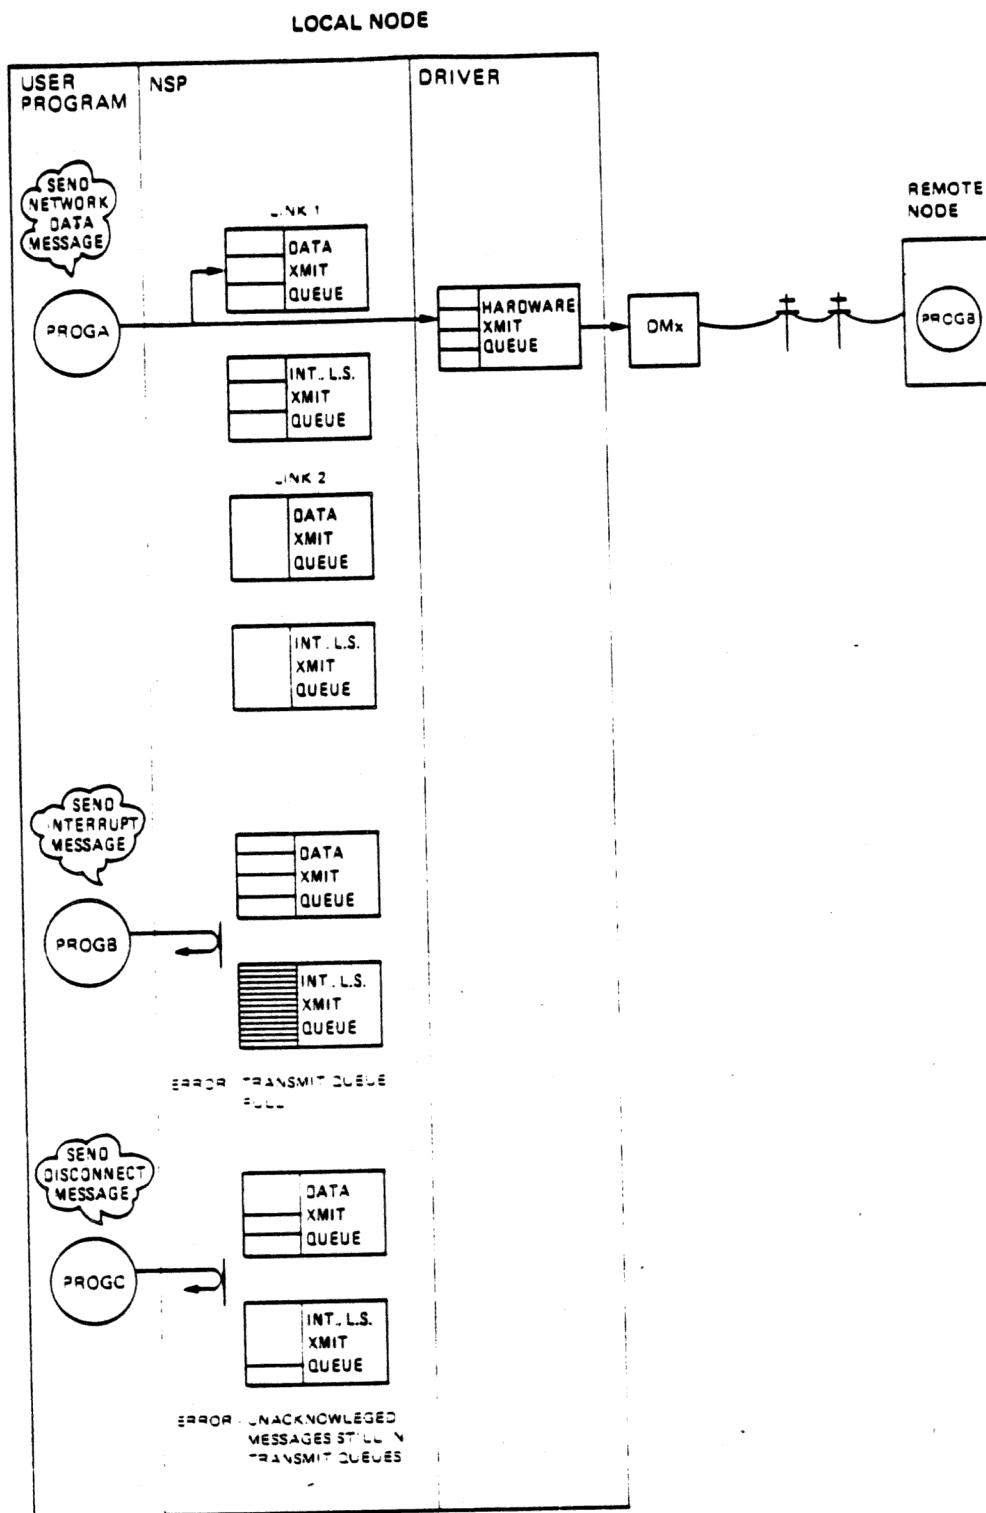 LOCAL NODE
USER
PROGRAM
NSP
DRIVER
SEND
NETWORK
DATA
MESSAGE
PROGA
LINK 1
DATA
XMIT
QUEUE
HARDWARE
XMIT
QUEUE
DMx
REMOTE
NODE
PROGB
INT., L.S.
XMIT
QUEUE
LINK 2
DATA
XMIT
QUEUE
INT., L.S.
XMIT
QUEUE
SEND
INTERRUPT
MESSAGE
PROGB
DATA
XMIT
QUEUE
INT., L.S.
XMIT
QUEUE
ERROR - TRANSMIT QUEUE
FULL
SEND
DISCONNECT
MESSAGE
PROGC
DATA
XMIT
QUEUE
INT., L.S.
XMIT
QUEUE
ERROR - UNACKNOWLEGED
MESSAGES STILL IN
TRANSMIT QUEUES